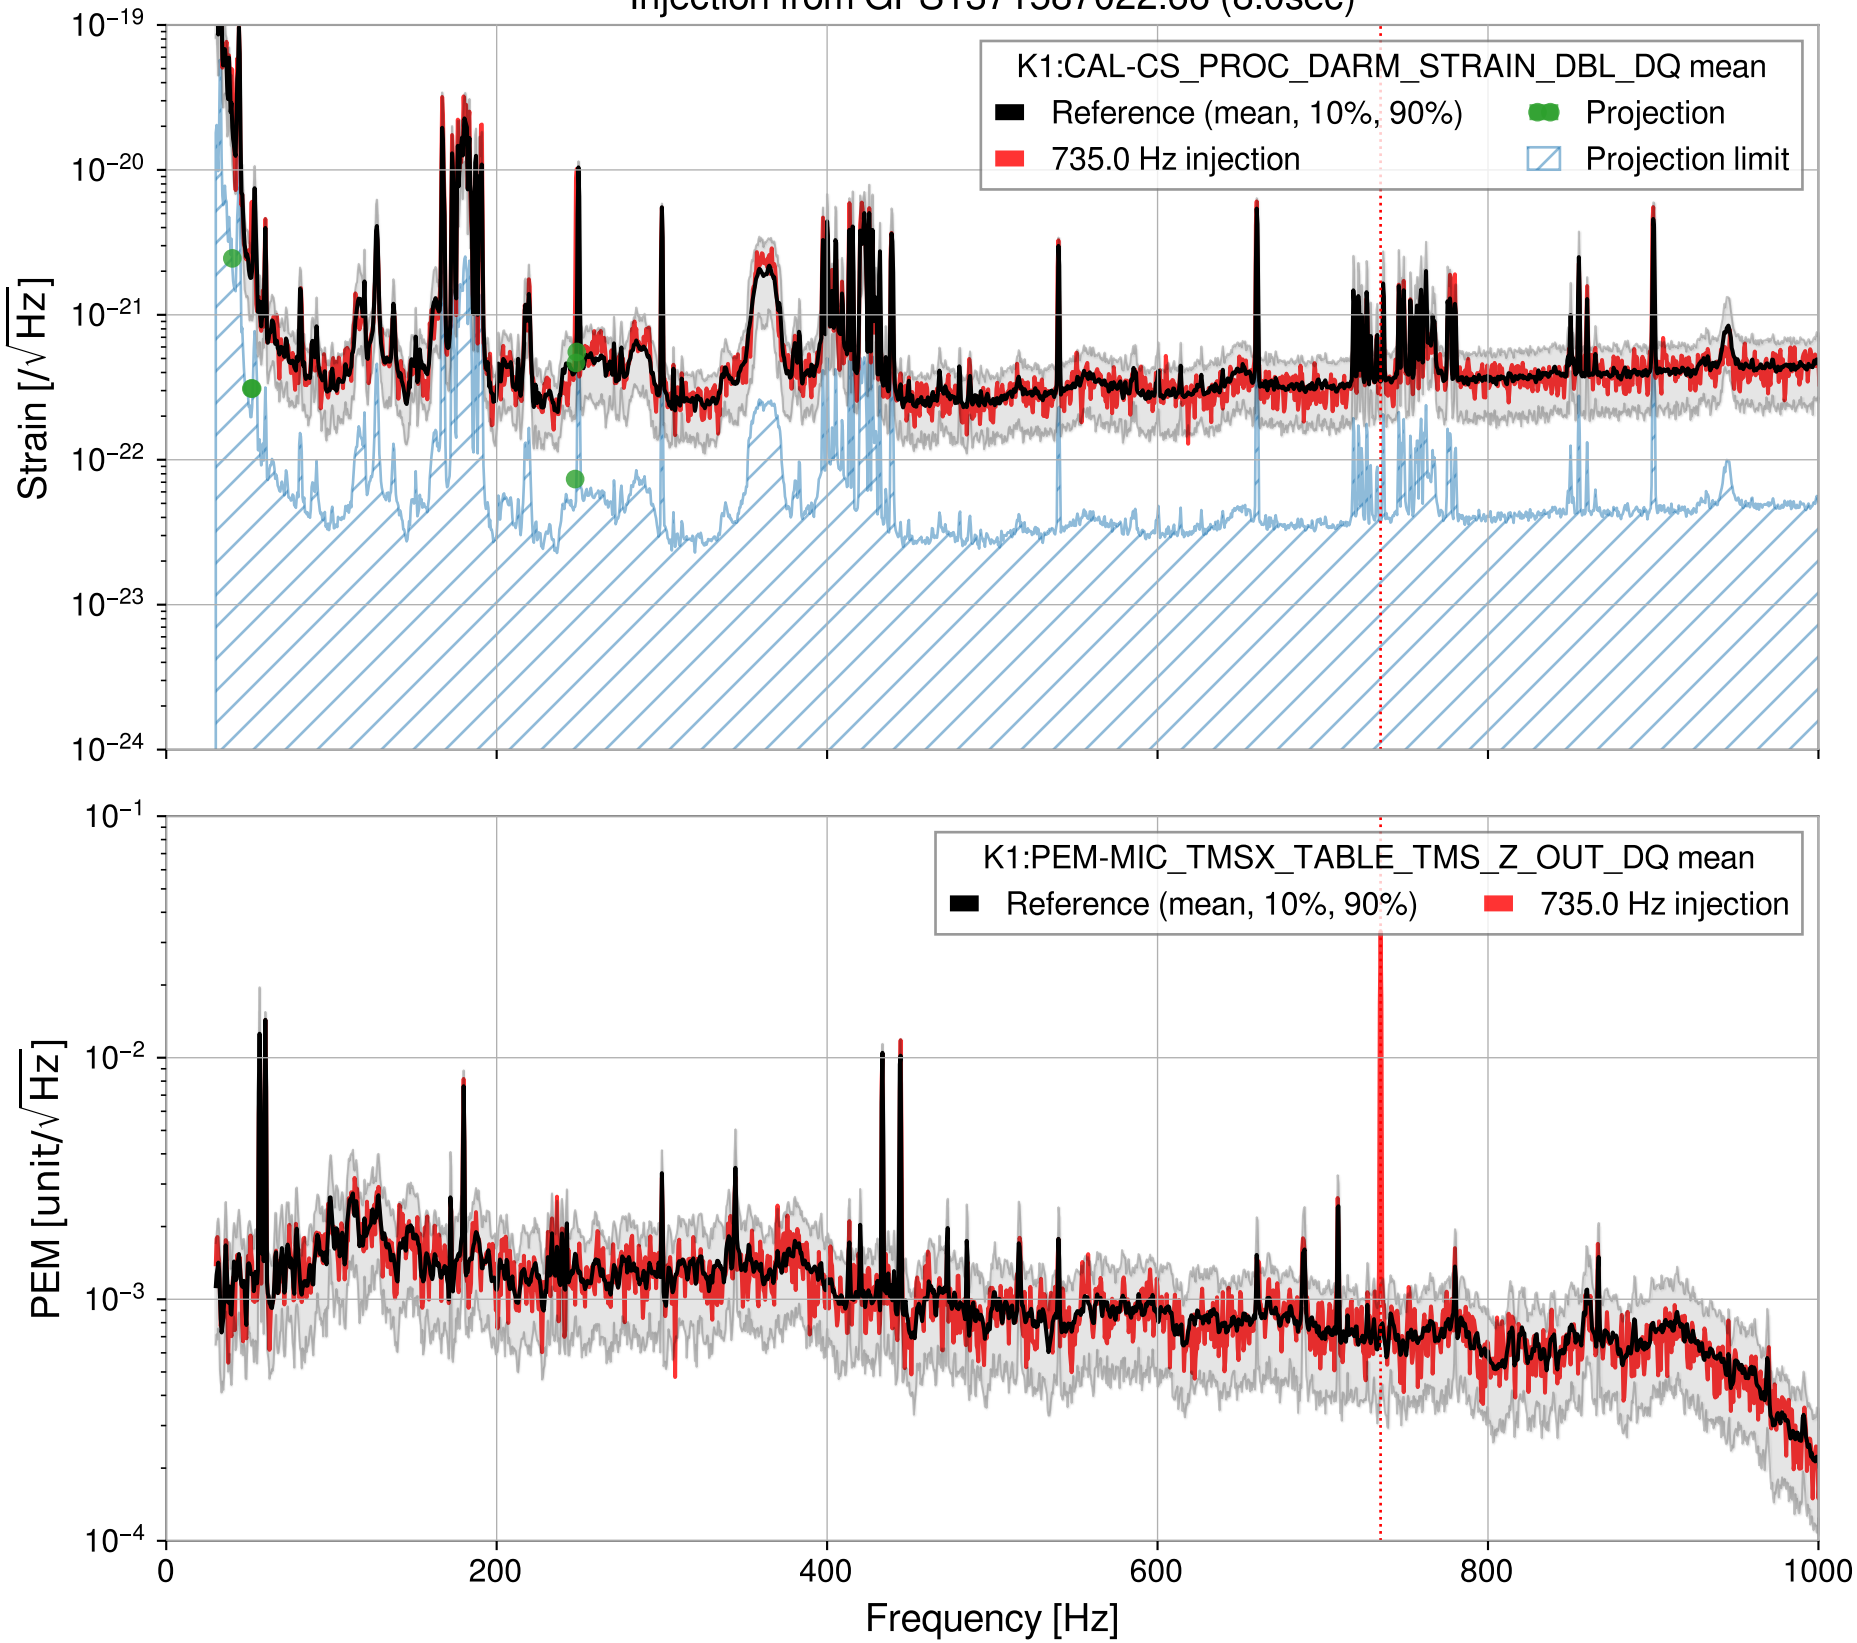 10⁻¹⁹
10⁻²⁰
10⁻²¹
10⁻²²
10⁻²³
10⁻²⁴
Strain [/√Hz]
K1:CAL-CS_PROC_DARM_STRAIN_DBL_DQ mean
Reference (mean, 10%, 90%) Projection
735.0 Hz injection Projection limit
10⁻¹
10⁻²
10⁻³
10⁻⁴
PEM [unit/√Hz]
K1:PEM-MIC_TMSX_TABLE_TMS_Z_OUT_DQ mean
Reference (mean, 10%, 90%) 735.0 Hz injection
0 200 400 600 800 1000
Frequency [Hz]